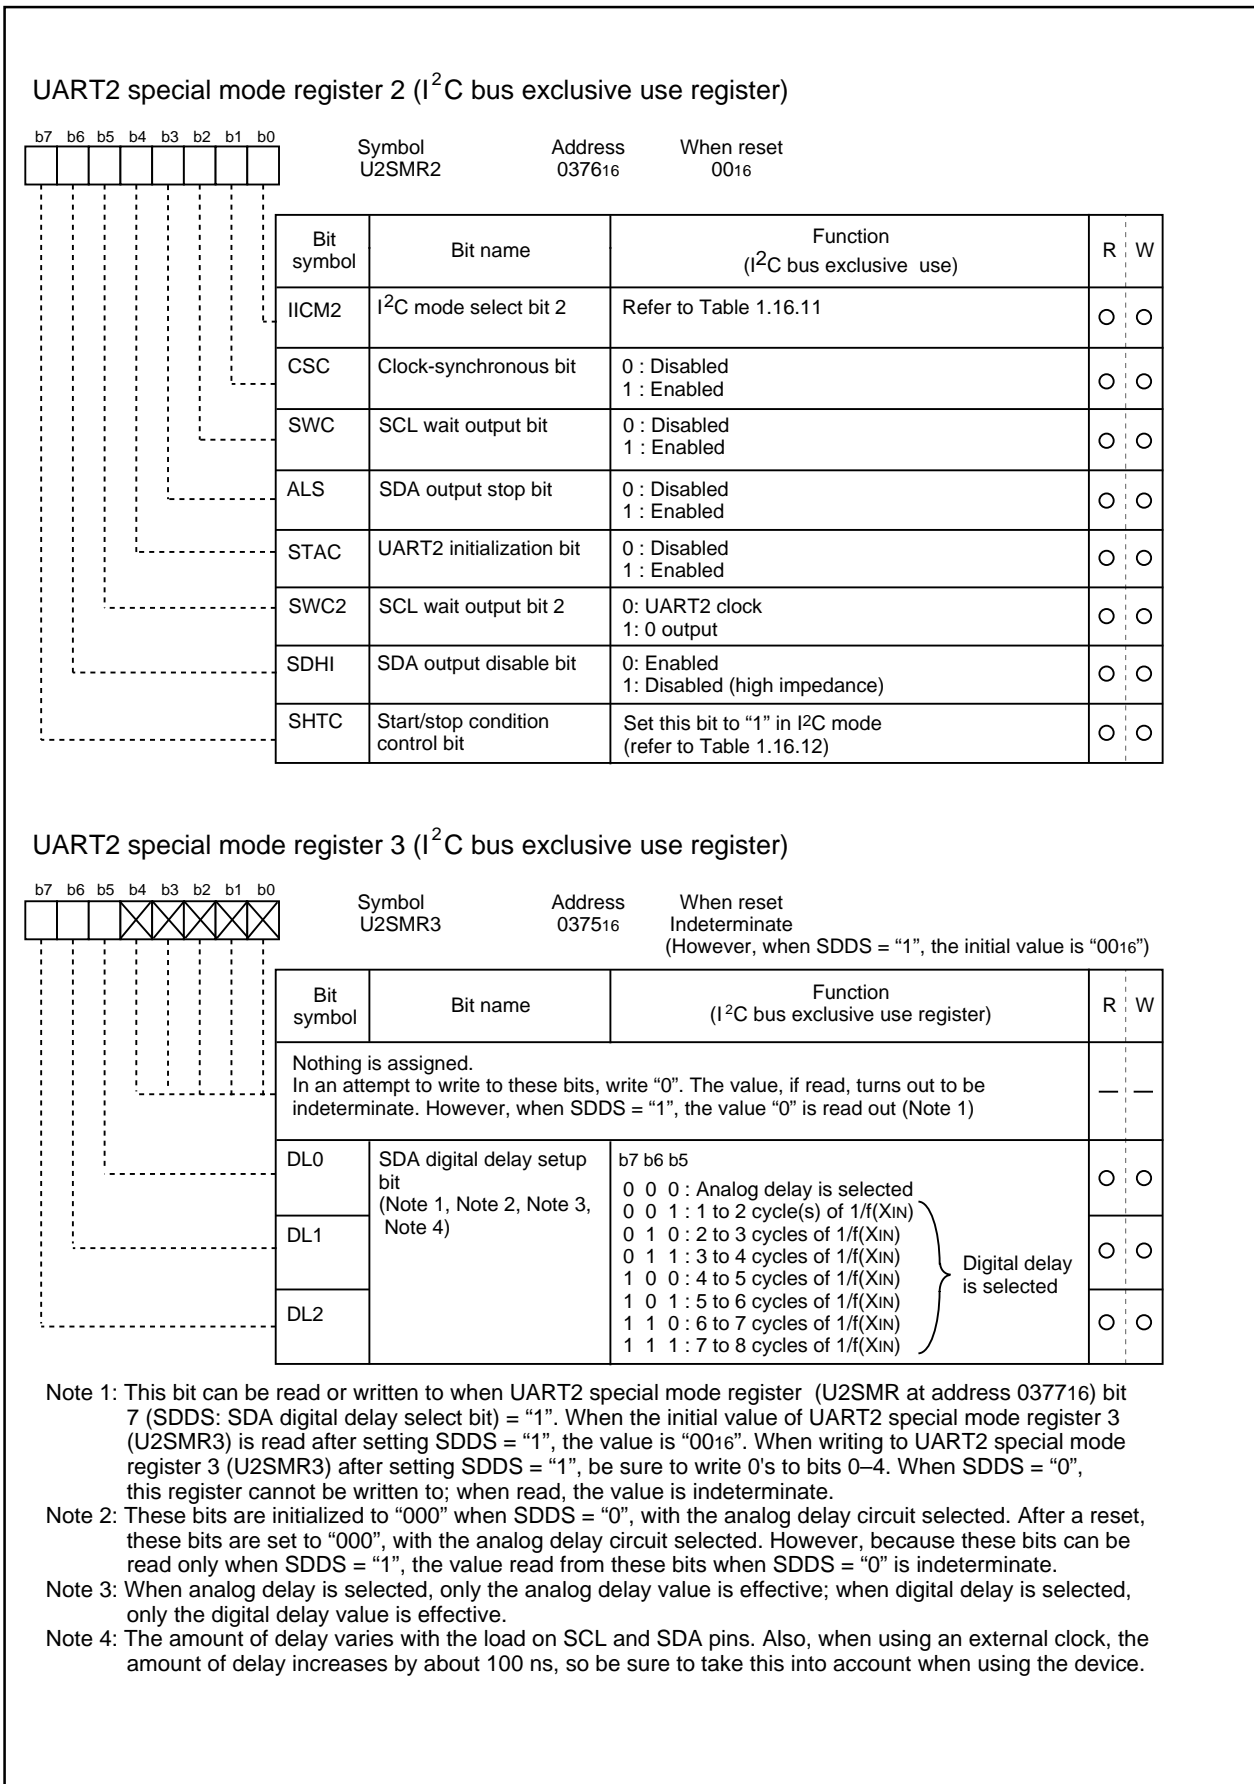 UART2 special mode register 2 (I2C bus exclusive use register)
b7 b6 b5 b4 b3 b2 b1 b0
Symbol Address When reset
U2SMR2 037616 0016
Bit symbol Bit name Function (I2C bus exclusive use) R W
IICM2 I2C mode select bit 2 Refer to Table 1.16.11
CSC Clock-synchronous bit 0 : Disabled
1 : Enabled
SWC SCL wait output bit 0 : Disabled
1 : Enabled
ALS SDA output stop bit 0 : Disabled
1 : Enabled
STAC UART2 initialization bit 0 : Disabled
1 : Enabled
SWC2 SCL wait output bit 2 0: UART2 clock
1: 0 output
SDHI SDA output disable bit 0: Enabled
1: Disabled (high impedance)
SHTC Start/stop condition control bit Set this bit to “1” in I2C mode
(refer to Table 1.16.12)
UART2 special mode register 3 (I2C bus exclusive use register)
b7 b6 b5 b4 b3 b2 b1 b0
Symbol Address When reset
U2SMR3 037516 Indeterminate
(However, when SDDS = “1”, the initial value is “0016”)
Bit symbol Bit name Function (I2C bus exclusive use register) R W
Nothing is assigned.
In an attempt to write to these bits, write “0”. The value, if read, turns out to be
indeterminate. However, when SDDS = “1”, the value “0” is read out (Note 1)
— —
DL0 SDA digital delay setup
bit
(Note 1, Note 2, Note 3,
Note 4)
DL1
DL2
b7 b6 b5
0 0 0 : Analog delay is selected
0 0 1 : 1 to 2 cycle(s) of 1/f(XIN)
0 1 0 : 2 to 3 cycles of 1/f(XIN)
0 1 1 : 3 to 4 cycles of 1/f(XIN)
1 0 0 : 4 to 5 cycles of 1/f(XIN)
1 0 1 : 5 to 6 cycles of 1/f(XIN)
1 1 0 : 6 to 7 cycles of 1/f(XIN)
1 1 1 : 7 to 8 cycles of 1/f(XIN)
Digital delay
is selected
Note 1: This bit can be read or written to when UART2 special mode register (U2SMR at address 037716) bit
7 (SDDS: SDA digital delay select bit) = “1”. When the initial value of UART2 special mode register 3
(U2SMR3) is read after setting SDDS = “1”, the value is “0016”. When writing to UART2 special mode
register 3 (U2SMR3) after setting SDDS = “1”, be sure to write 0's to bits 0–4. When SDDS = “0”,
this register cannot be written to; when read, the value is indeterminate.
Note 2: These bits are initialized to “000” when SDDS = “0”, with the analog delay circuit selected. After a reset,
these bits are set to “000”, with the analog delay circuit selected. However, because these bits can be
read only when SDDS = “1”, the value read from these bits when SDDS = “0” is indeterminate.
Note 3: When analog delay is selected, only the analog delay value is effective; when digital delay is selected,
only the digital delay value is effective.
Note 4: The amount of delay varies with the load on SCL and SDA pins. Also, when using an external clock, the
amount of delay increases by about 100 ns, so be sure to take this into account when using the device.